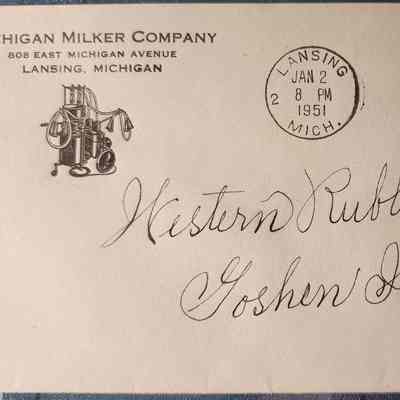 CHIGAN MILKER COMPANY
808 EAST MICHIGAN AVENUE
LANSING, MICHIGAN
LANSING
JAN 2
2 8 PM
1951
MICH.
Western Rubb
Goshen I